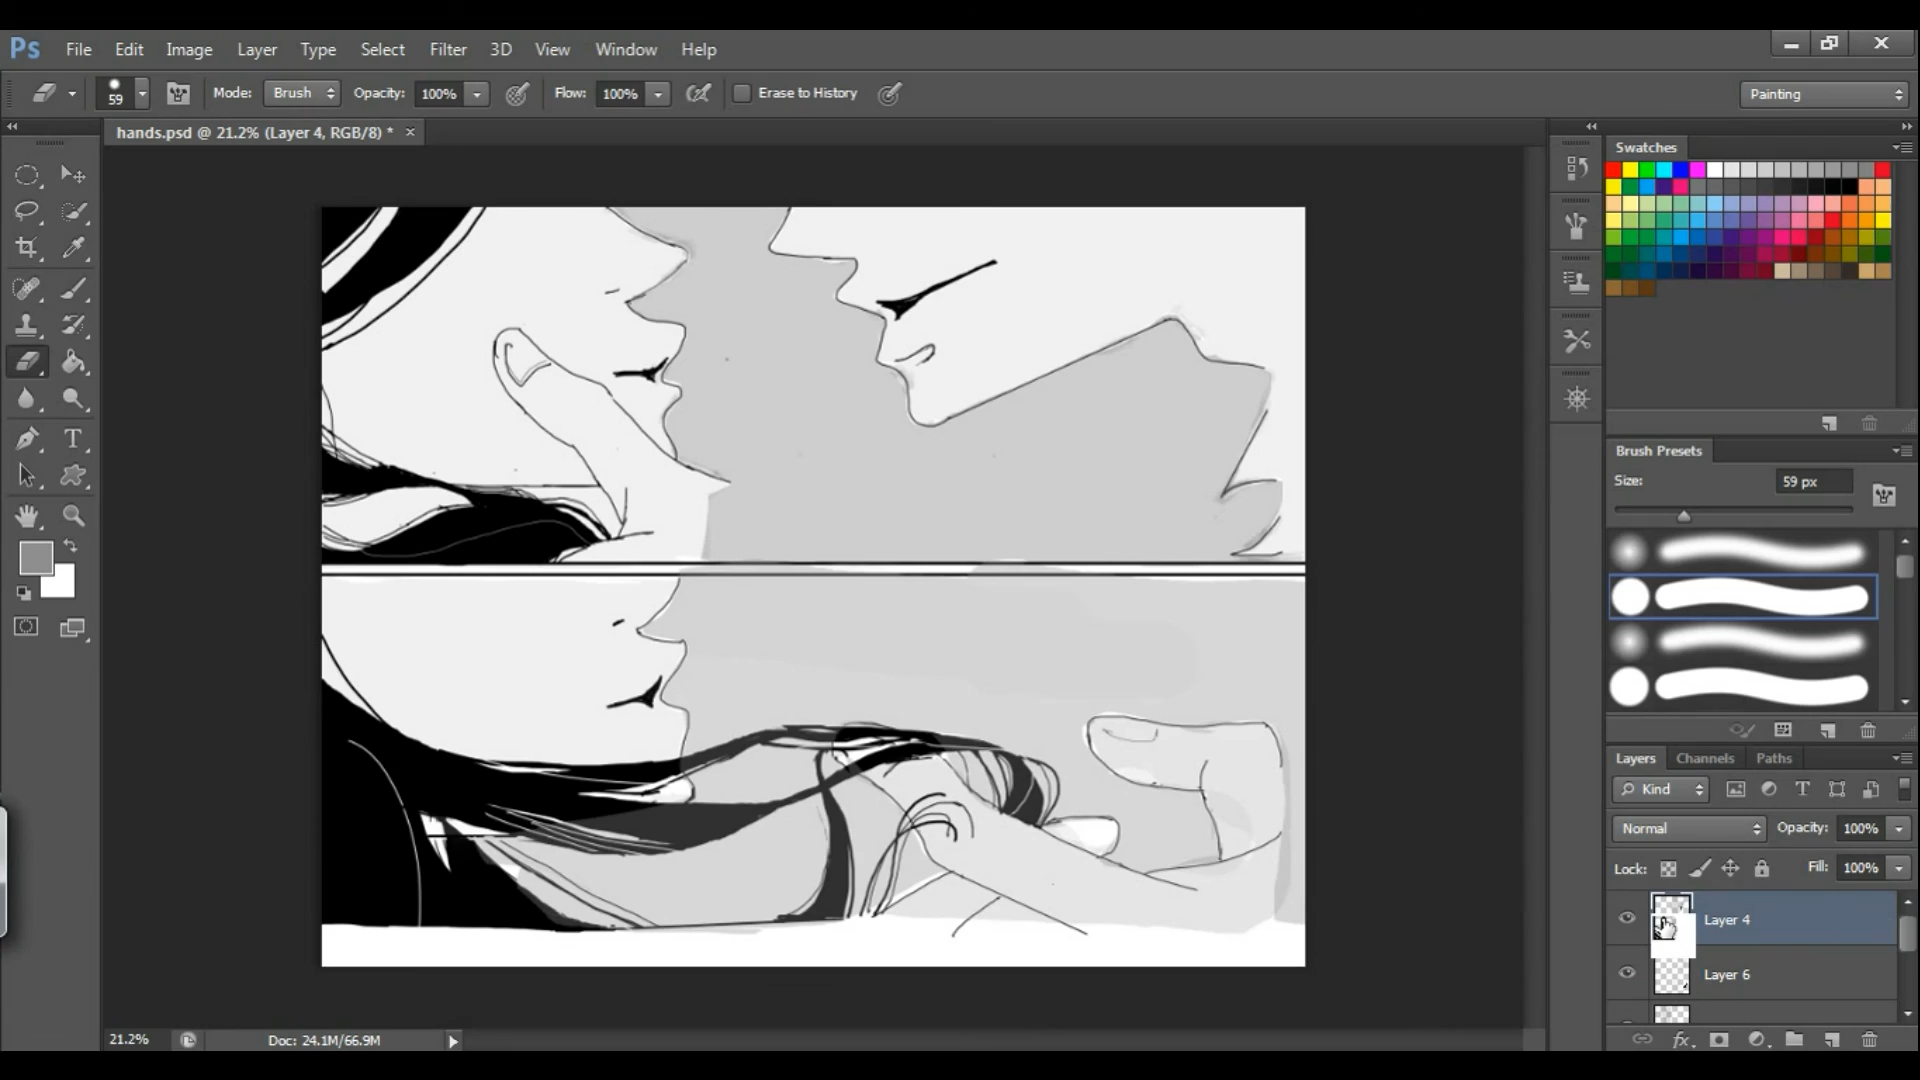 Ps File Edit Image Layer Type Select Filter 3D View Window Help
59 Mode: Brush Opacity: 100% Flow: 100% Erase to History Painting
hands.psd @ 21.2% (Layer 4, RGB/8) * ×
Swatches
Brush Presets
Size: 59 px
Layers Channels Paths
Kind
Normal Opacity: 100%
Lock: Fill: 100%
Layer 4
Layer 6
21.2% Doc: 24.1M/66.9M
fx